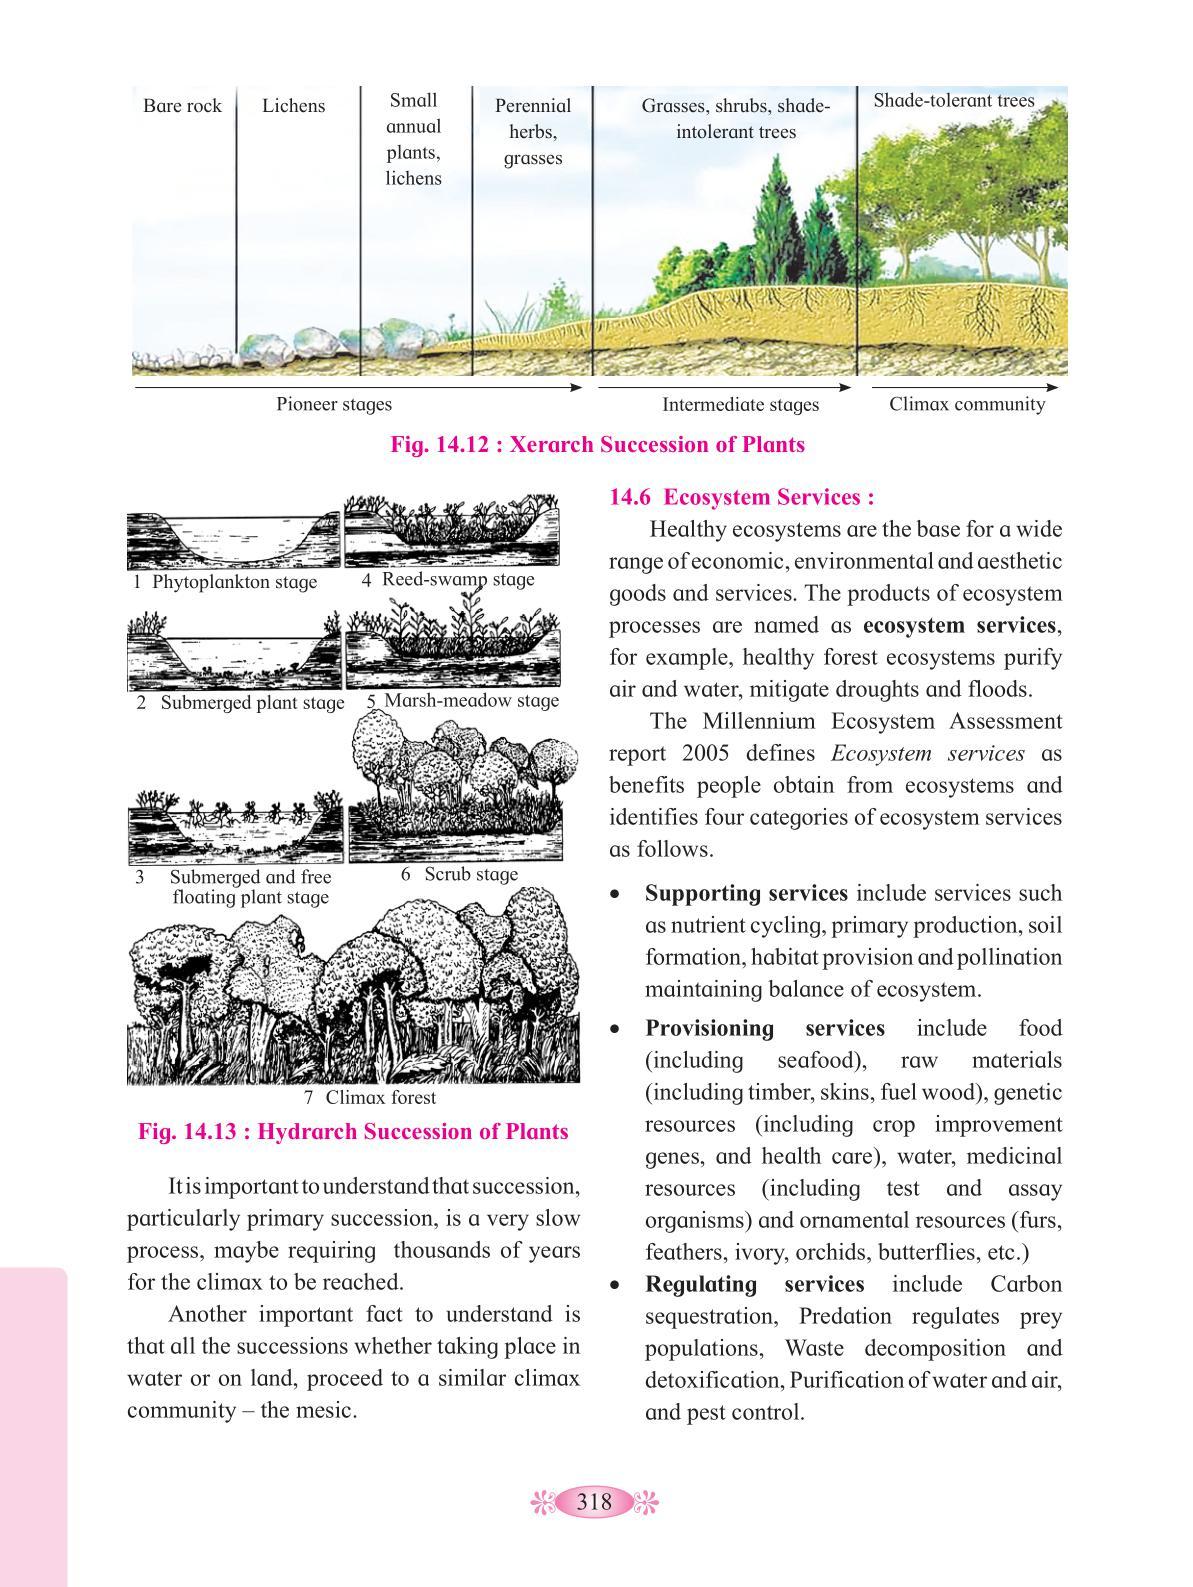 Bare rock
Lichens
Small
annual
plants,
lichens
Perennial
herbs,
grasses
Grasses, shrubs, shade-
intolerant trees
Shade-tolerant trees
Pioneer stages
Intermediate stages
Climax community
Fig. 14.12 : Xerarch Succession of Plants
1 Phytoplankton stage
4 Reed-swamp stage
2 Submerged plant stage
5 Marsh-meadow stage
3 Submerged and free
floating plant stage
6 Scrub stage
7 Climax forest
Fig. 14.13 : Hydrarch Succession of Plants
It is important to understand that succession,
particularly primary succession, is a very slow
process, maybe requiring thousands of years
for the climax to be reached.
Another important fact to understand is
that all the successions whether taking place in
water or on land, proceed to a similar climax
community – the mesic.
14.6 Ecosystem Services :
Healthy ecosystems are the base for a wide
range of economic, environmental and aesthetic
goods and services. The products of ecosystem
processes are named as ecosystem services,
for example, healthy forest ecosystems purify
air and water, mitigate droughts and floods.
The Millennium Ecosystem Assessment
report 2005 defines Ecosystem services as
benefits people obtain from ecosystems and
identifies four categories of ecosystem services
as follows.
• Supporting services include services such
as nutrient cycling, primary production, soil
formation, habitat provision and pollination
maintaining balance of ecosystem.
• Provisioning services include food
(including seafood), raw materials
(including timber, skins, fuel wood), genetic
resources (including crop improvement
genes, and health care), water, medicinal
resources (including test and assay
organisms) and ornamental resources (furs,
feathers, ivory, orchids, butterflies, etc.)
• Regulating services include Carbon
sequestration, Predation regulates prey
populations, Waste decomposition and
detoxification, Purification of water and air,
and pest control.
318